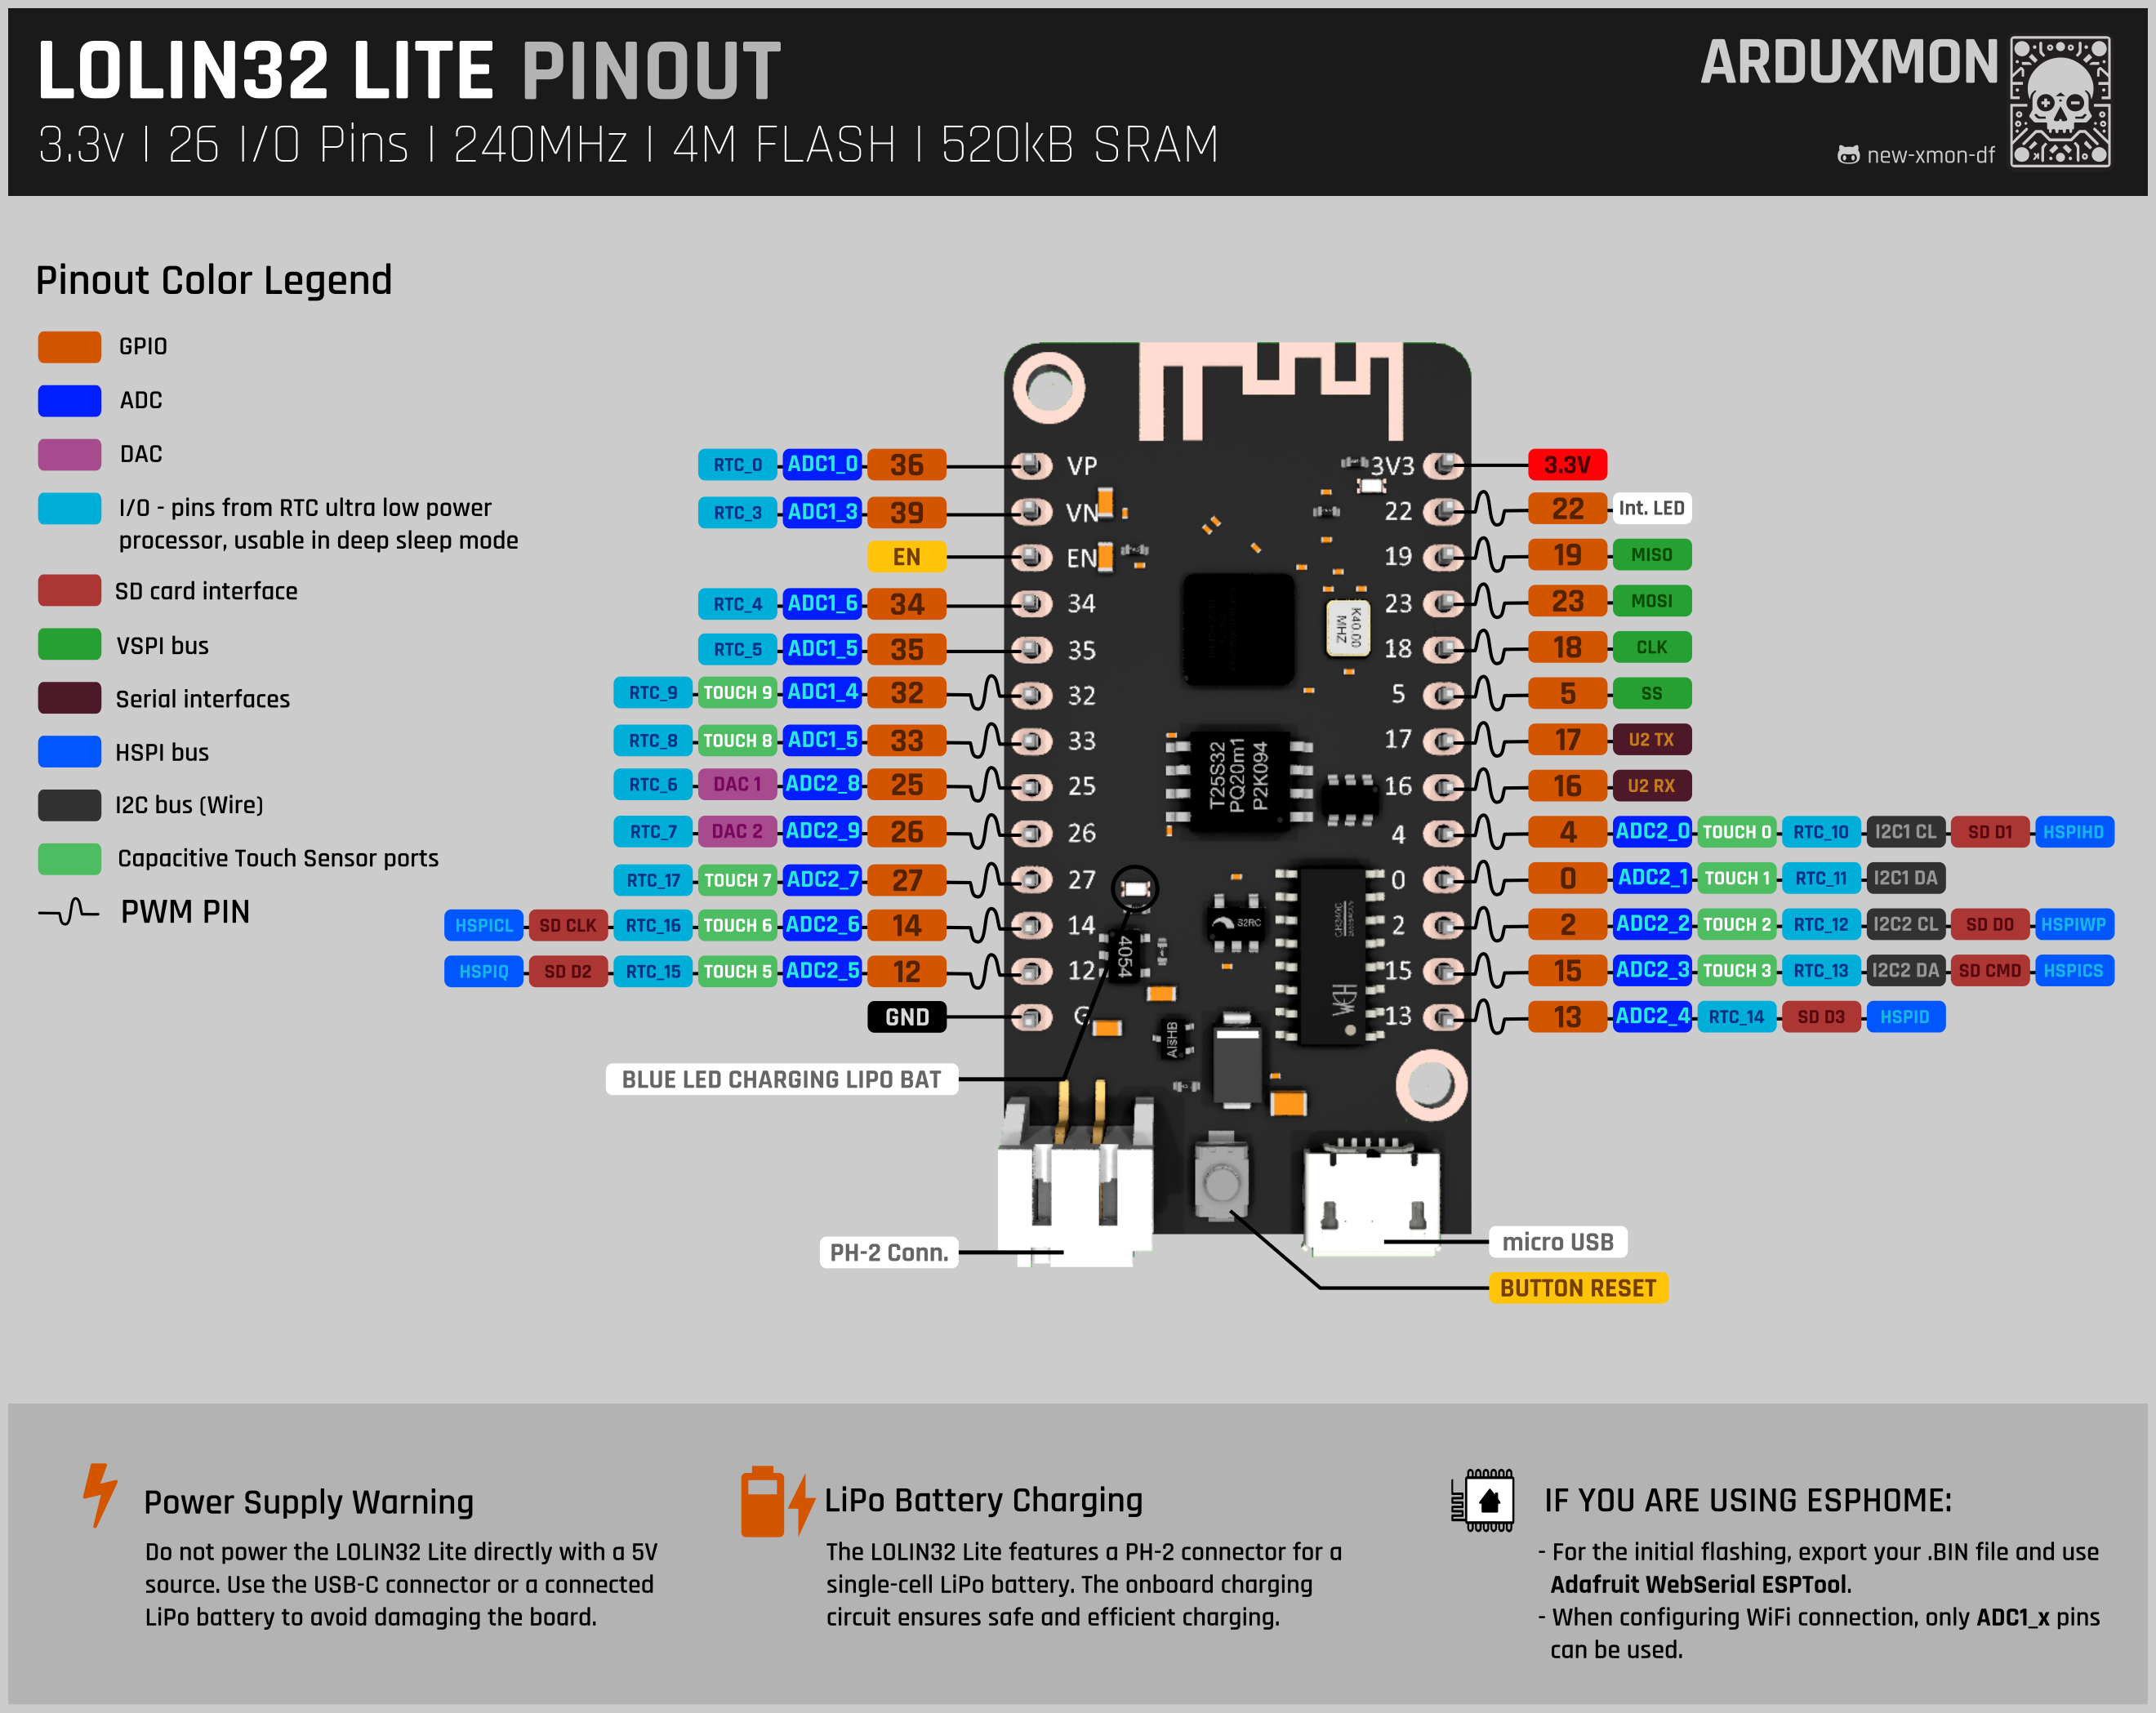 LOLIN32 LITE PINOUT
3.3v | 26 I/O Pins | 240MHz | 4M FLASH | 520kB SRAM
ARDUXMON
new-xmon-df
Pinout Color Legend
GPIO
ADC
DAC
I/O - pins from RTC ultra low power
processor, usable in deep sleep mode
SD card interface
VSPI bus
Serial interfaces
HSPI bus
I2C bus (Wire)
Capacitive Touch Sensor ports
PWM PIN
RTC_0 ADC1_0 36 VP
RTC_3 ADC1_3 39 VN
EN EN
RTC_4 ADC1_6 34 34
RTC_5 ADC1_5 35 35
RTC_9 TOUCH 9 ADC1_4 32 32
RTC_8 TOUCH 8 ADC1_5 33 33
RTC_6 DAC 1 ADC2_8 25 25
RTC_7 DAC 2 ADC2_9 26 26
RTC_17 TOUCH 7 ADC2_7 27 27
HSPICL SD CLK RTC_16 TOUCH 6 ADC2_6 14 14
HSPIQ SD D2 RTC_15 TOUCH 5 ADC2_5 12 12
GND G
BLUE LED CHARGING LIPO BAT
PH-2 Conn.
K40.00
MHZ
T25S32
PQ20m1
P2K094
S2RC
4054
CH340C
WCH
AISHB
3V3 3.3V
22 22 Int. LED
19 19 MISO
23 23 MOSI
18 18 CLK
5 5 SS
17 17 U2 TX
16 16 U2 RX
4 4 ADC2_0 TOUCH 0 RTC_10 I2C1 CL SD D1 HSPIHD
0 0 ADC2_1 TOUCH 1 RTC_11 I2C1 DA
2 2 ADC2_2 TOUCH 2 RTC_12 I2C2 CL SD D0 HSPIWP
15 15 ADC2_3 TOUCH 3 RTC_13 I2C2 DA SD CMD HSPICS
13 13 ADC2_4 RTC_14 SD D3 HSPID
micro USB
BUTTON RESET
Power Supply Warning
Do not power the LOLIN32 Lite directly with a 5V
source. Use the USB-C connector or a connected
LiPo battery to avoid damaging the board.
LiPo Battery Charging
The LOLIN32 Lite features a PH-2 connector for a
single-cell LiPo battery. The onboard charging
circuit ensures safe and efficient charging.
IF YOU ARE USING ESPHOME:
- For the initial flashing, export your .BIN file and use
Adafruit WebSerial ESPTool.
- When configuring WiFi connection, only ADC1_x pins
can be used.